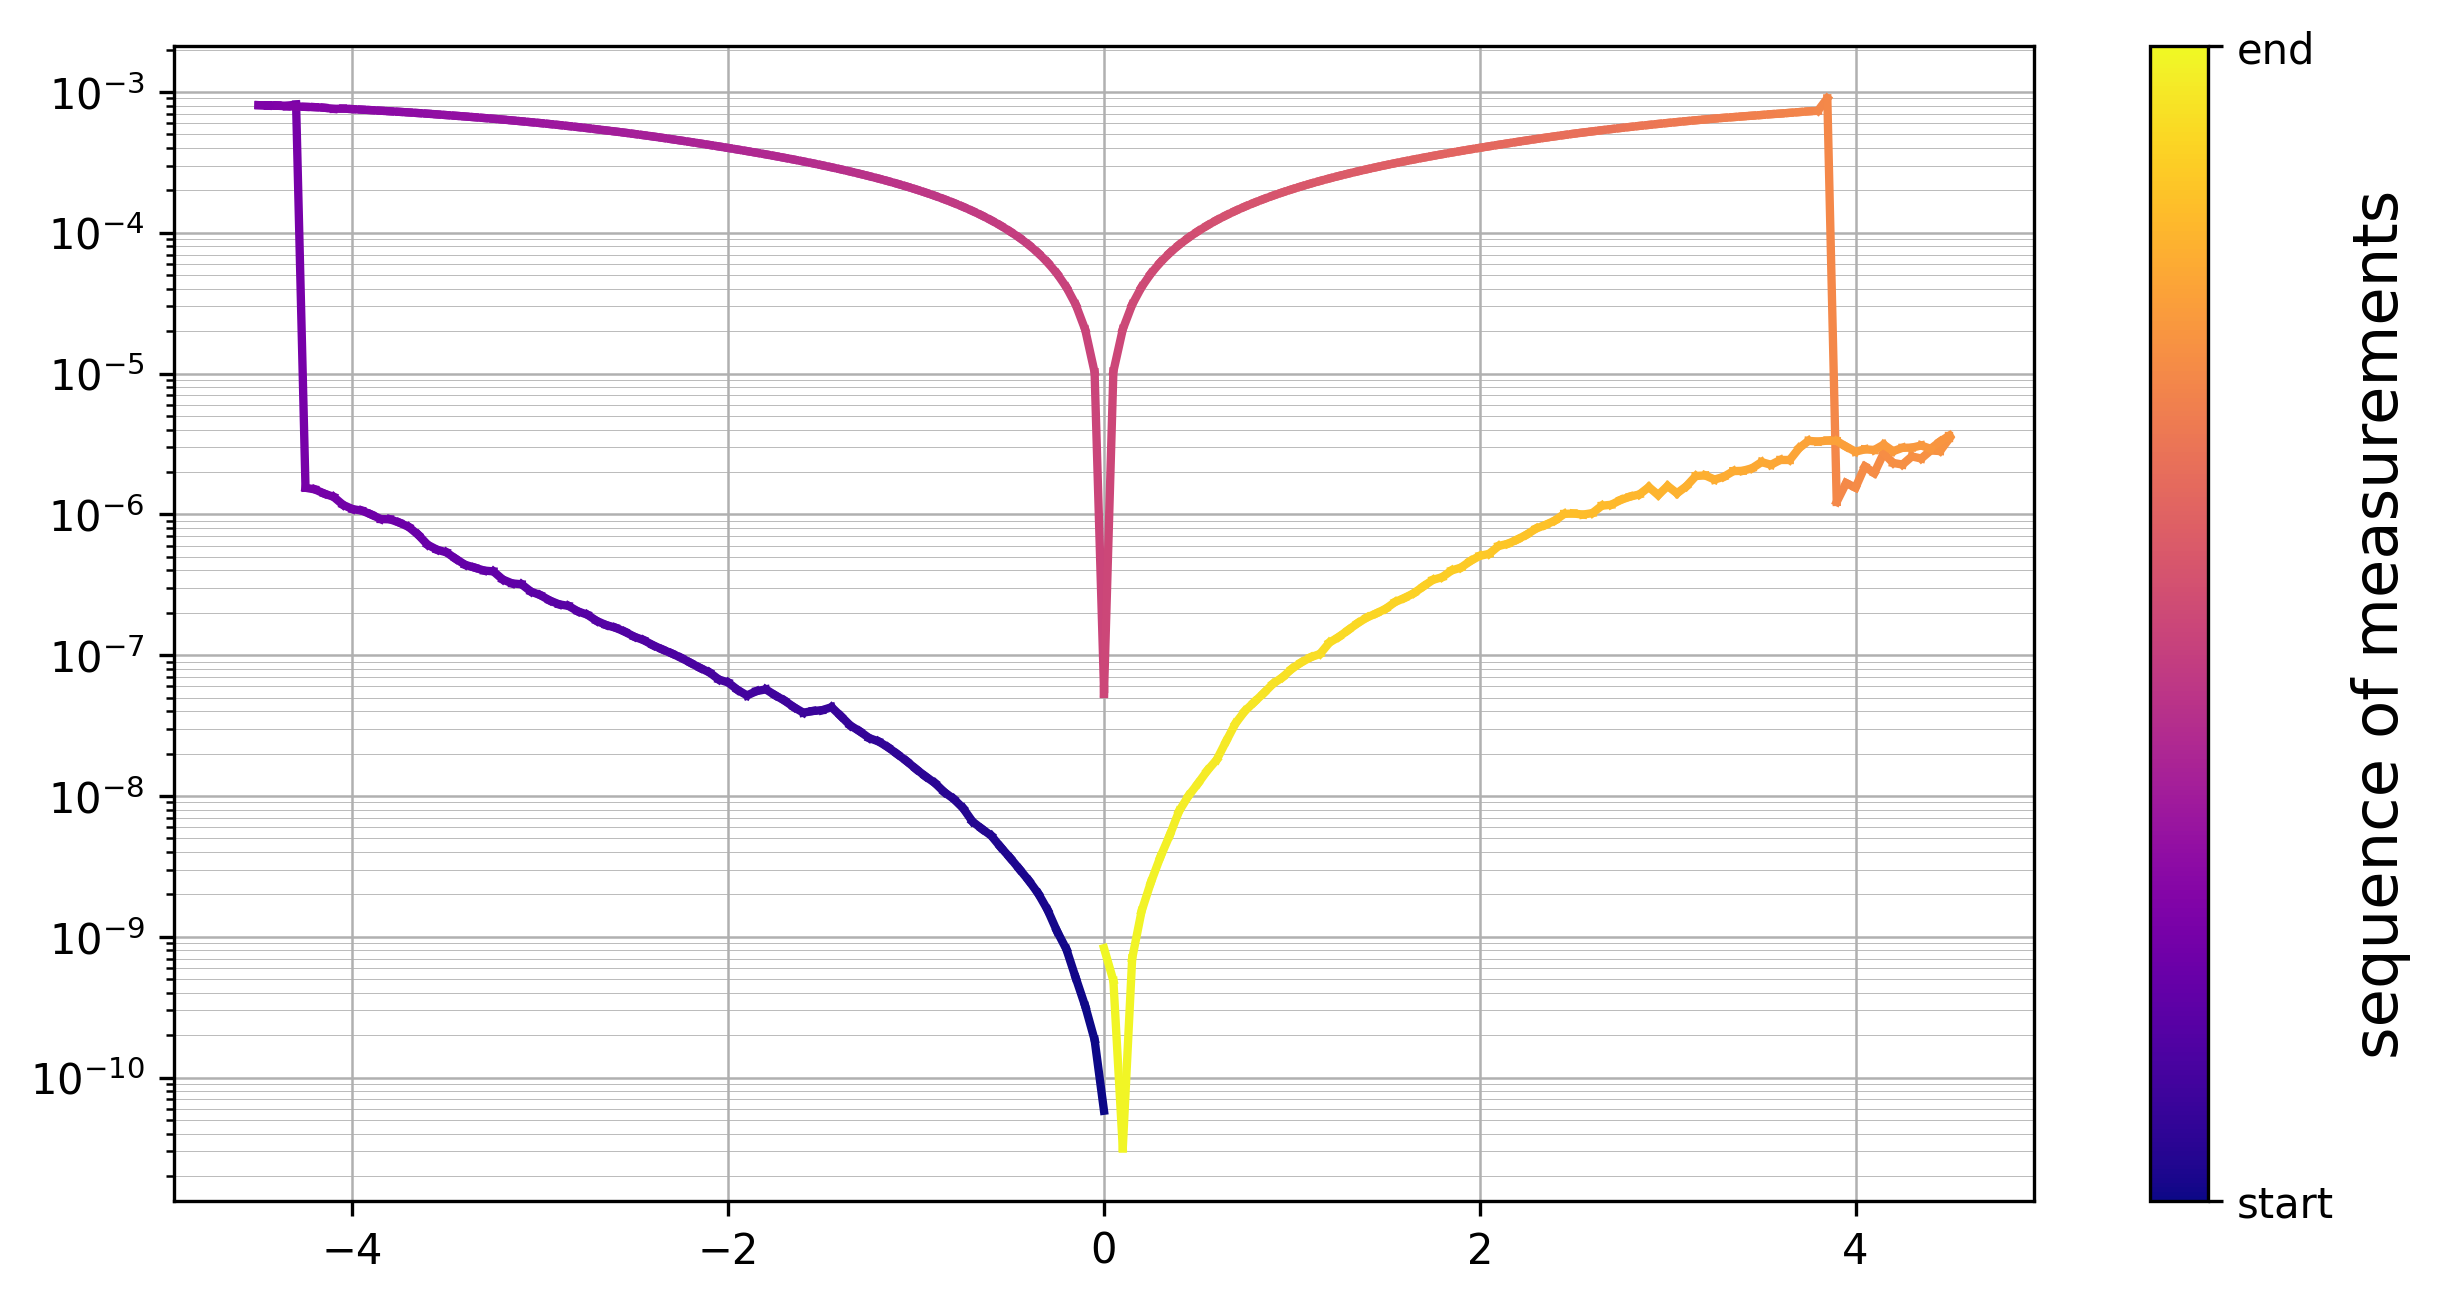 10⁻³
10⁻⁴
10⁻⁵
10⁻⁶
10⁻⁷
10⁻⁸
10⁻⁹
10⁻¹⁰
−4 −2 0 2 4
end
start
sequence of measurements